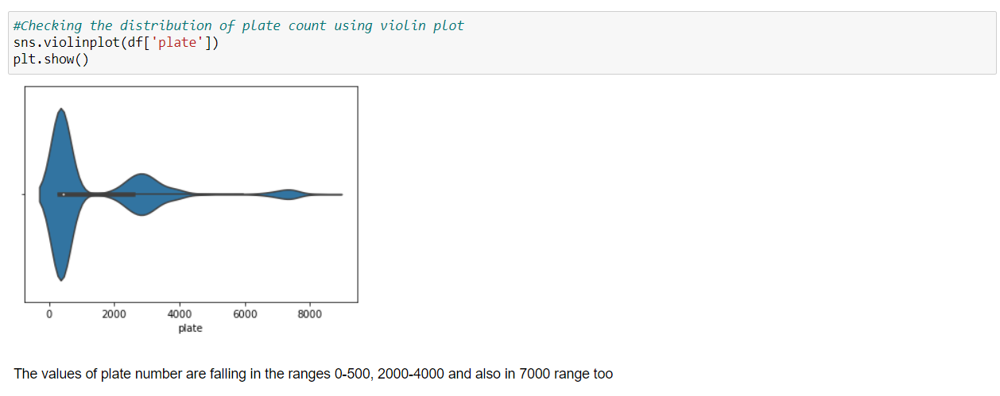 #Checking the distribution of plate count using violin plot
sns.violinplot(df['plate'])
plt.show()
0 2000 4000 6000 8000
plate
The values of plate number are falling in the ranges 0-500, 2000-4000 and also in 7000 range too